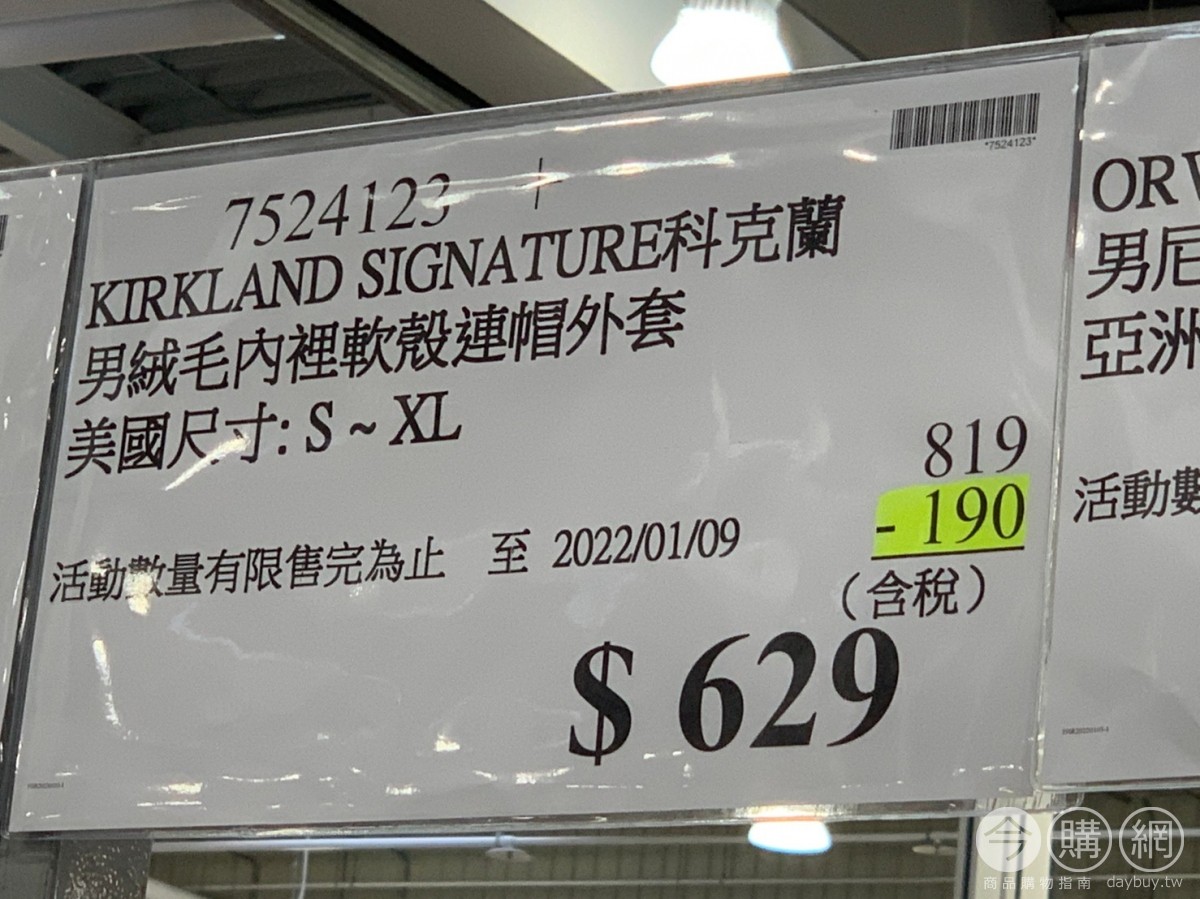 *7524123*
7524123
KIRKLAND SIGNATURE科克蘭
男絨毛內裡軟殼連帽外套
美國尺寸: S ~ XL
819
- 190
活動數量有限售完為止 至 2022/01/09
(含稅)
$ 629
ORV
男尼
亞洲
活動數
今購網
商品購物指南 daybuy.tw